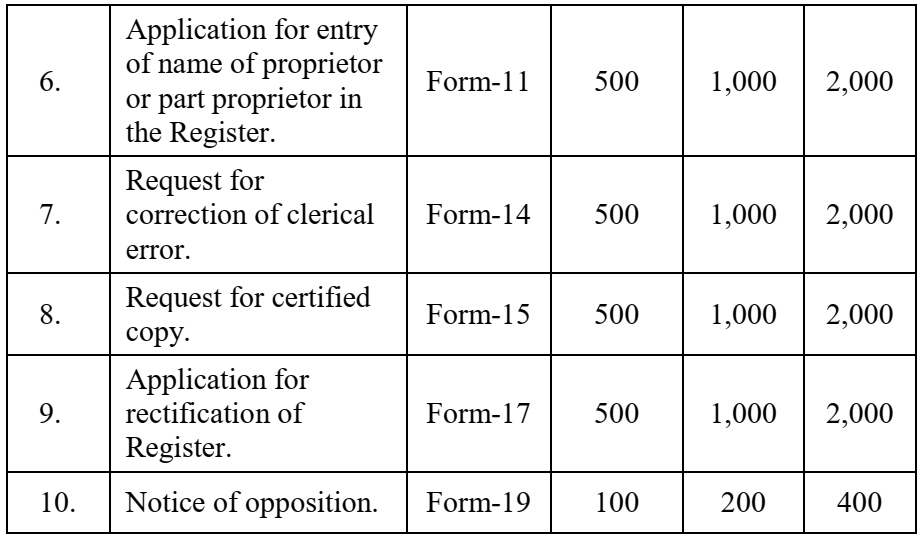 6. Application for entry of name of proprietor or part proprietor in the Register. Form-11 500 1,000 2,000
7. Request for correction of clerical error. Form-14 500 1,000 2,000
8. Request for certified copy. Form-15 500 1,000 2,000
9. Application for rectification of Register. Form-17 500 1,000 2,000
10. Notice of opposition. Form-19 100 200 400